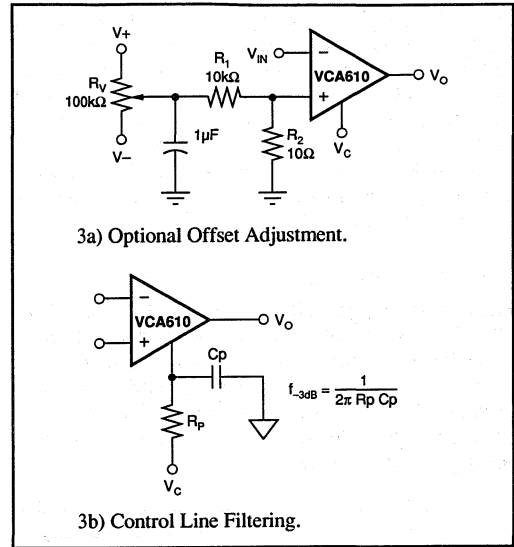 V+
RV
100kΩ
V–
1µF
R1
10kΩ
R2
10Ω
VIN
–
+
VCA610
VO
VC
3a) Optional Offset Adjustment.
–
+
VCA610
VO
Cp
RP
VC
f–3dB = 1 / 2π Rp Cp
3b) Control Line Filtering.